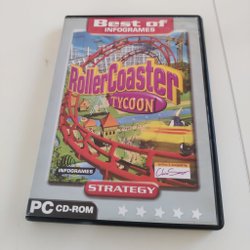 Best of
INFOGRAMES
RollerCoaster
TYCOON
INFOGRAMES
STRATEGY
PC CD-ROM